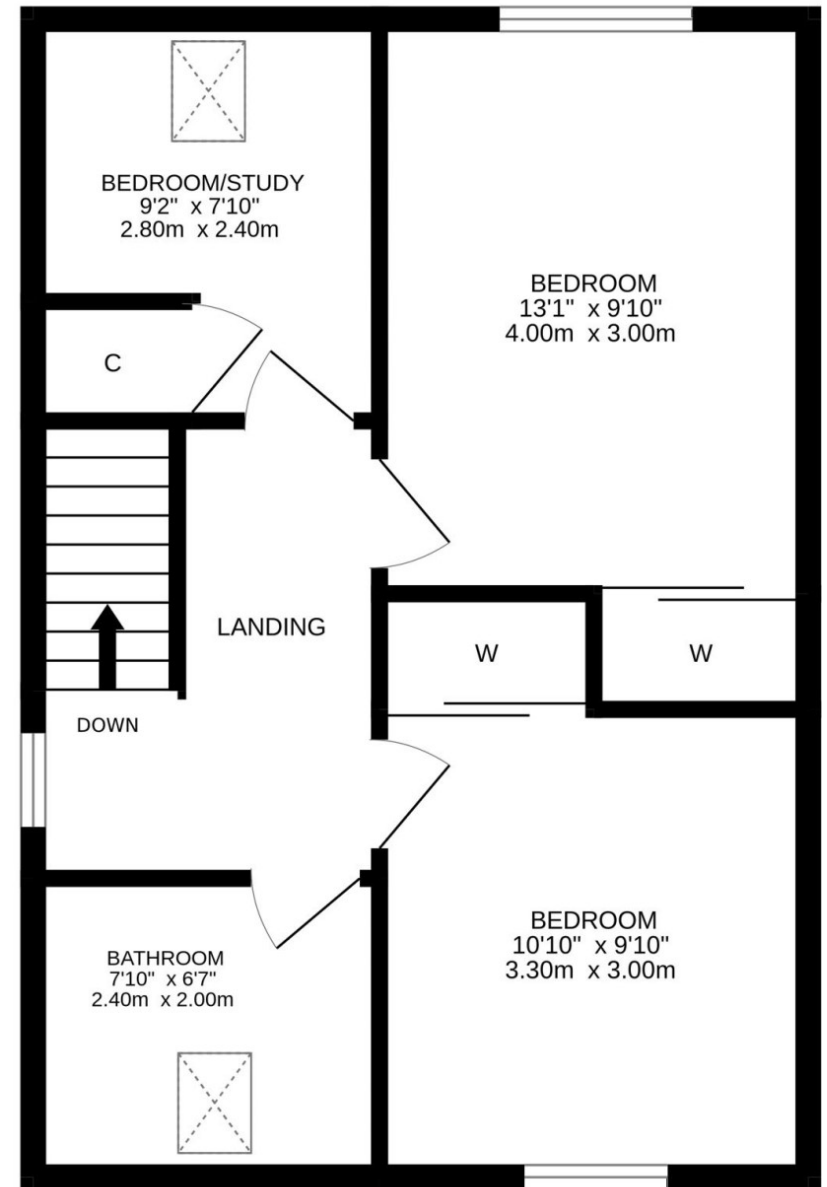 BEDROOM/STUDY
9'2" x 7'10"
2.80m x 2.40m
BEDROOM
13'1" x 9'10"
4.00m x 3.00m
C
LANDING
W
W
DOWN
BEDROOM
10'10" x 9'10"
3.30m x 3.00m
BATHROOM
7'10" x 6'7"
2.40m x 2.00m